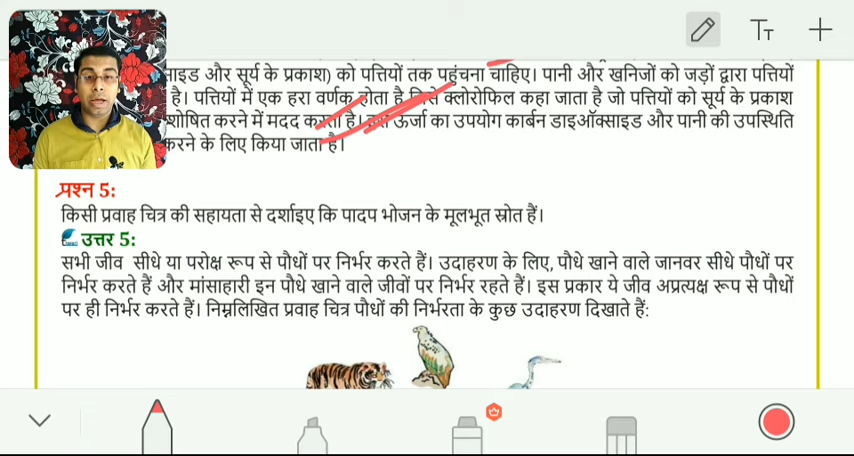 Tт
साइड और सूर्य के प्रकाश) को पत्तियों तक पहुंचना चाहिए। पानी और खनिजों को जड़ों द्वारा पत्तियों
है। पत्तियों में एक हरा वर्णक होता है जिसे क्लोरोफिल कहा जाता है जो पत्तियों को सूर्य के प्रकाश
शोषित करने में मदद करता है। इस ऊर्जा का उपयोग कार्बन डाइऑक्साइड और पानी की उपस्थिति
करने के लिए किया जाता है।
प्रश्न 5:
किसी प्रवाह चित्र की सहायता से दर्शाइए कि पादप भोजन के मूलभूत स्रोत हैं।
उत्तर 5:
सभी जीव सीधे या परोक्ष रूप से पौधों पर निर्भर करते हैं। उदाहरण के लिए, पौधे खाने वाले जानवर सीधे पौधों पर
निर्भर करते हैं और मांसाहारी इन पौधे खाने वाले जीवों पर निर्भर रहते हैं। इस प्रकार ये जीव अप्रत्यक्ष रूप से पौधों
पर ही निर्भर करते हैं। निम्नलिखित प्रवाह चित्र पौधों की निर्भरता के कुछ उदाहरण दिखाते हैं: